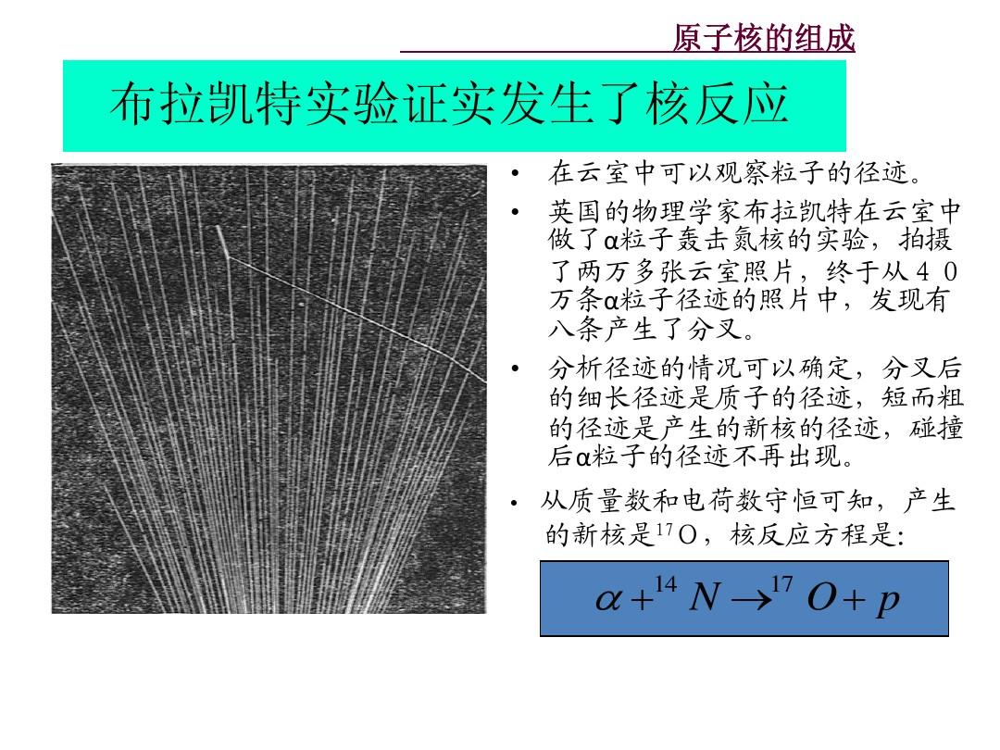 原子核的组成
布拉凯特实验证实发生了核反应
• 在云室中可以观察粒子的径迹。
• 英国的物理学家布拉凯特在云室中
做了α粒子轰击氮核的实验，拍摄
了两万多张云室照片，终于从４０
万条α粒子径迹的照片中，发现有
八条产生了分叉。
• 分析径迹的情况可以确定，分叉后
的细长径迹是质子的径迹，短而粗
的径迹是产生的新核的径迹，碰撞
后α粒子的径迹不再出现。
• 从质量数和电荷数守恒可知，产生
的新核是¹⁷O，核反应方程是：
α +¹⁴ N →¹⁷ O + p